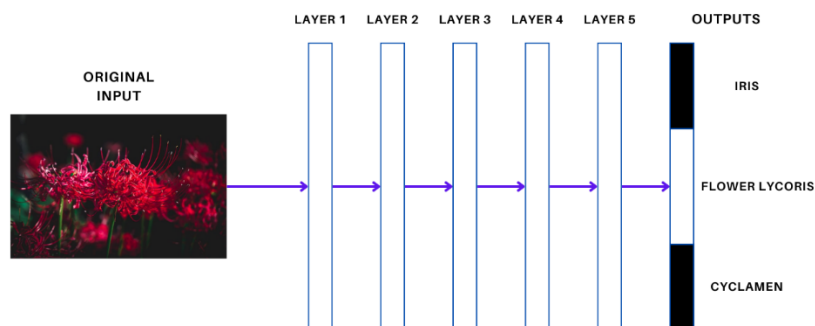 LAYER 1 LAYER 2 LAYER 3 LAYER 4 LAYER 5 OUTPUTS
ORIGINAL
INPUT
IRIS
FLOWER LYCORIS
CYCLAMEN